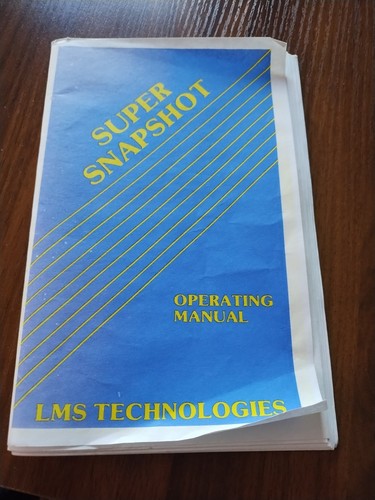 SUPER
SNAPSHOT
OPERATING
MANUAL
LMS TECHNOLOGIES